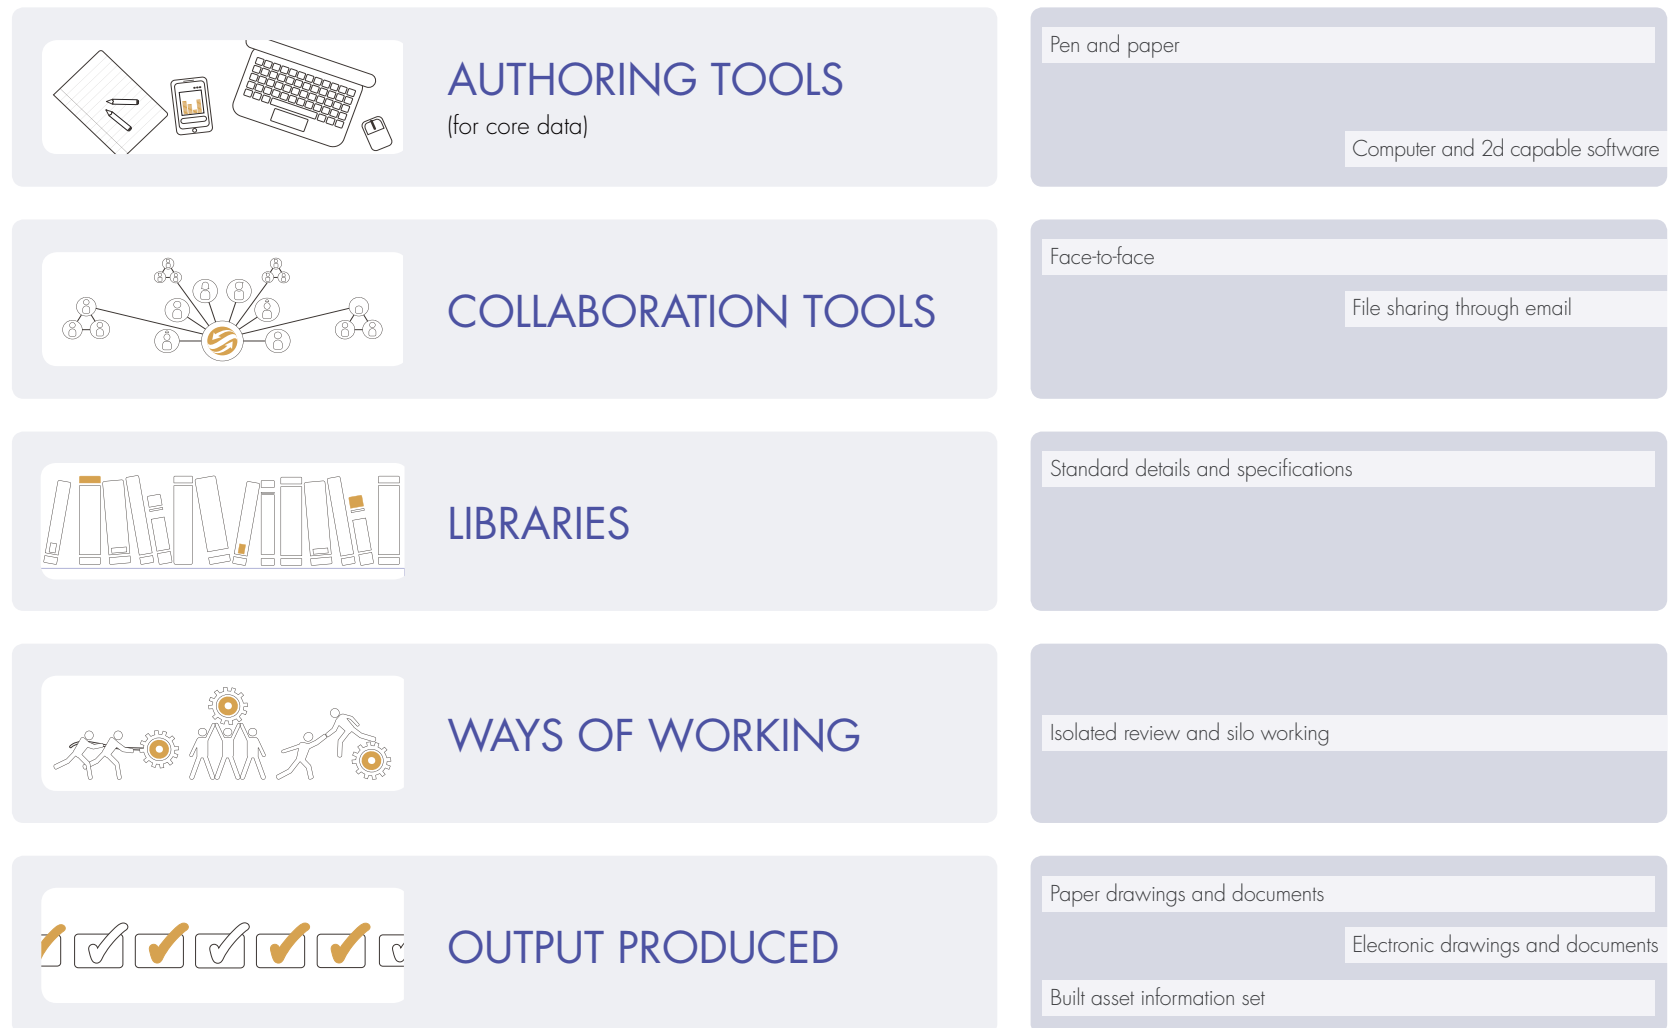 AUTHORING TOOLS
(for core data)
Pen and paper
Computer and 2d capable software
COLLABORATION TOOLS
Face-to-face
File sharing through email
LIBRARIES
Standard details and specifications
WAYS OF WORKING
Isolated review and silo working
OUTPUT PRODUCED
Paper drawings and documents
Electronic drawings and documents
Built asset information set